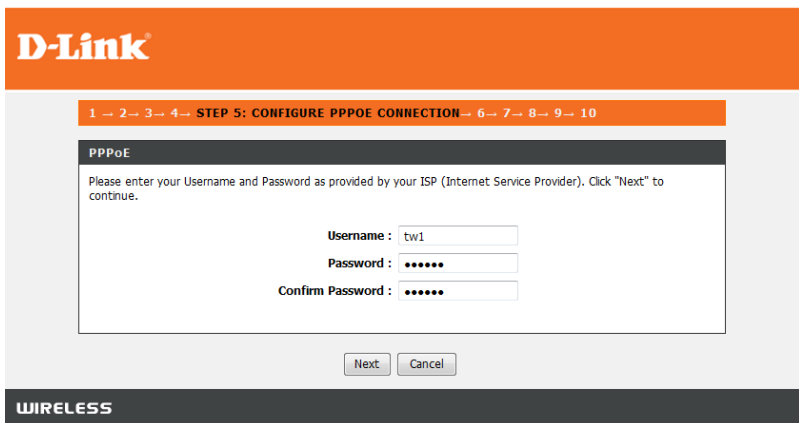 D-Link
1 → 2→ 3→ 4→ STEP 5: CONFIGURE PPPOE CONNECTION→ 6→ 7→ 8→ 9→ 10
PPPoE
Please enter your Username and Password as provided by your ISP (Internet Service Provider). Click "Next" to
continue.
Username : tw1
Password : ••••••
Confirm Password : ••••••
Next Cancel
WIRELESS